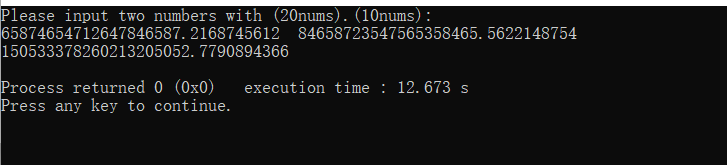 Please input two numbers with (20nums).(10nums):
65874654712647846587.2168745612  84658723547565358465.5622148754
150533378260213205052.7790894366
Process returned 0 (0x0)   execution time : 12.673 s
Press any key to continue.